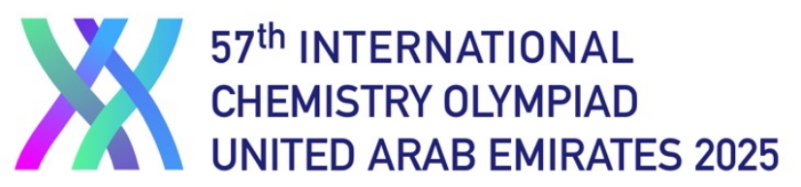 57th INTERNATIONAL
CHEMISTRY OLYMPIAD
UNITED ARAB EMIRATES 2025